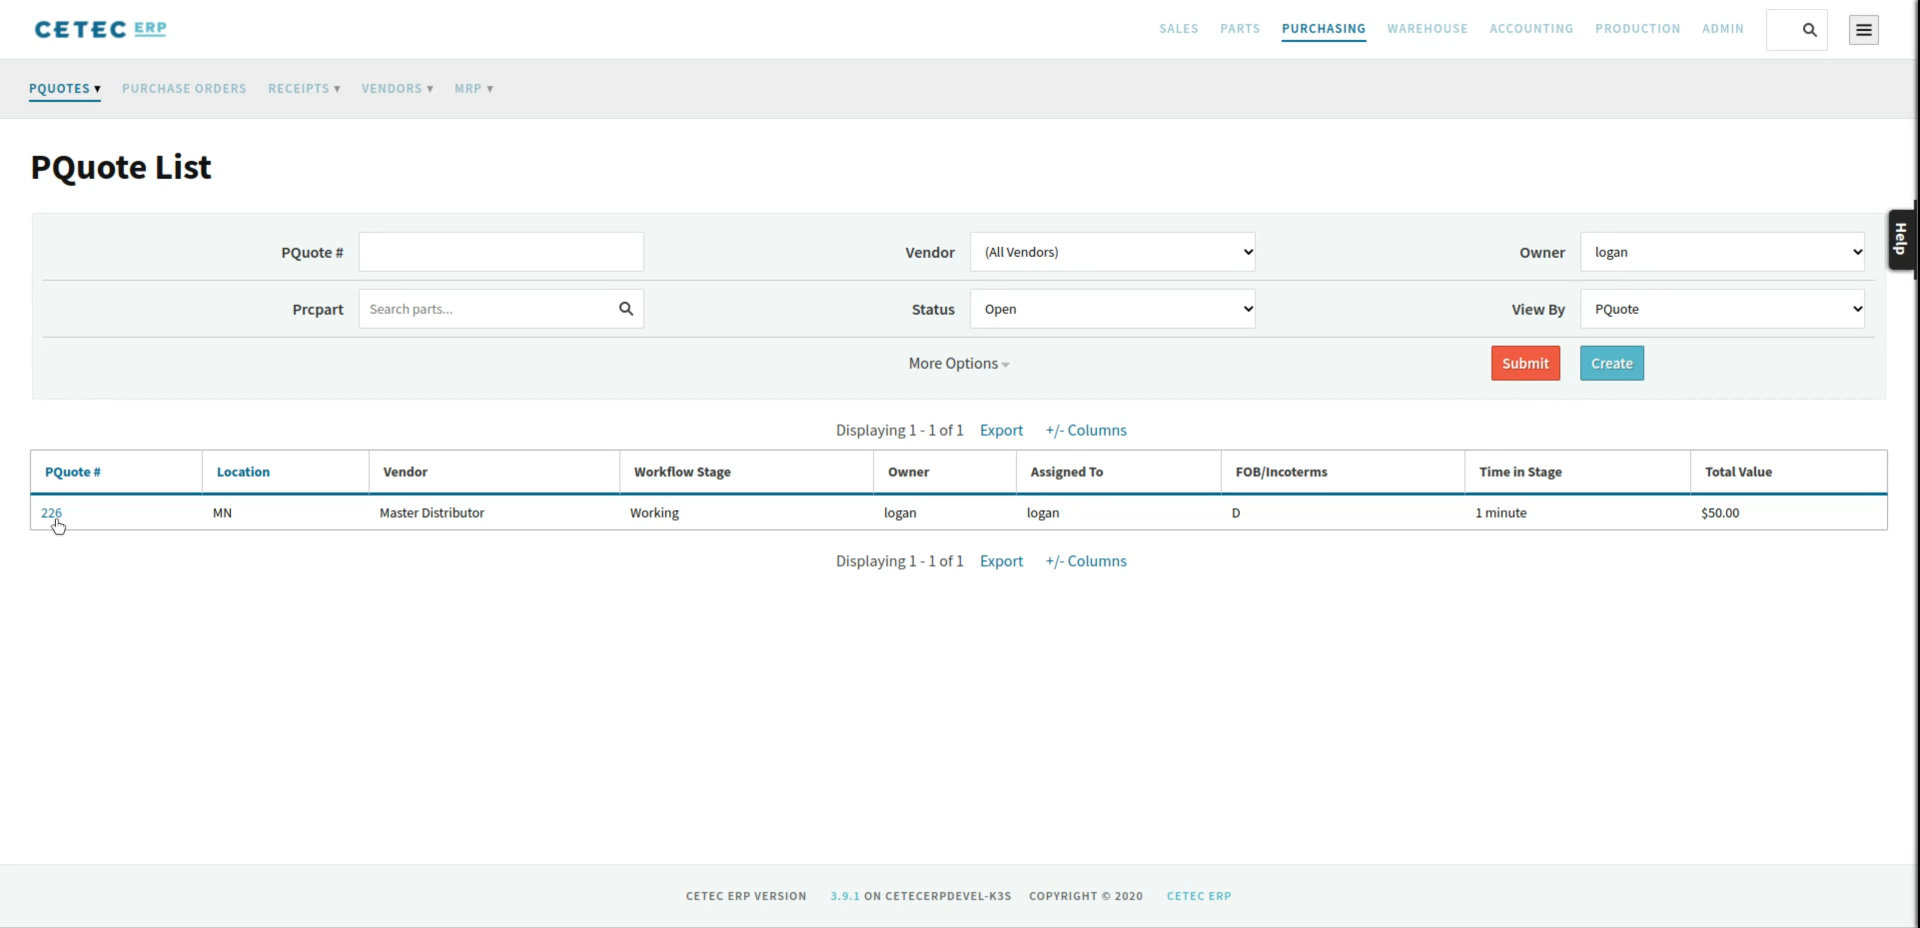 CETEC ERP
SALES PARTS PURCHASING WAREHOUSE ACCOUNTING PRODUCTION ADMIN
PQUOTES ▾ PURCHASE ORDERS RECEIPTS ▾ VENDORS ▾ MRP ▾
PQuote List
PQuote # Vendor (All Vendors) Owner logan
Prcpart Search parts... Status Open View By PQuote
More Options Submit Create
Help
Displaying 1 - 1 of 1 Export +/- Columns
PQuote # Location Vendor Workflow Stage Owner Assigned To FOB/Incoterms Time in Stage Total Value
226 MN Master Distributor Working logan logan D 1 minute $50.00
Displaying 1 - 1 of 1 Export +/- Columns
CETEC ERP VERSION 3.9.1 ON CETECERPDEVEL-K3S COPYRIGHT © 2020 CETEC ERP